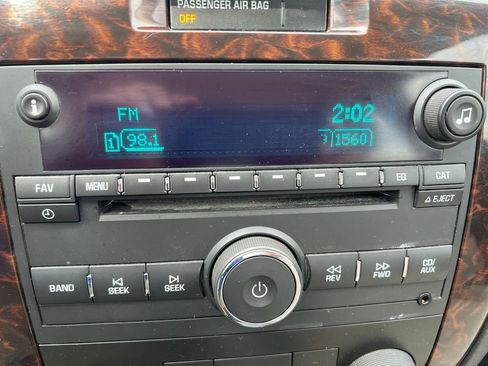 PASSENGER AIR BAG
OFF
FM
2:02
1 98.1
9 1560
FAV
MENU
EQ
CAT
EJECT
BAND
SEEK
SEEK
REV
FWD
CD/
AUX